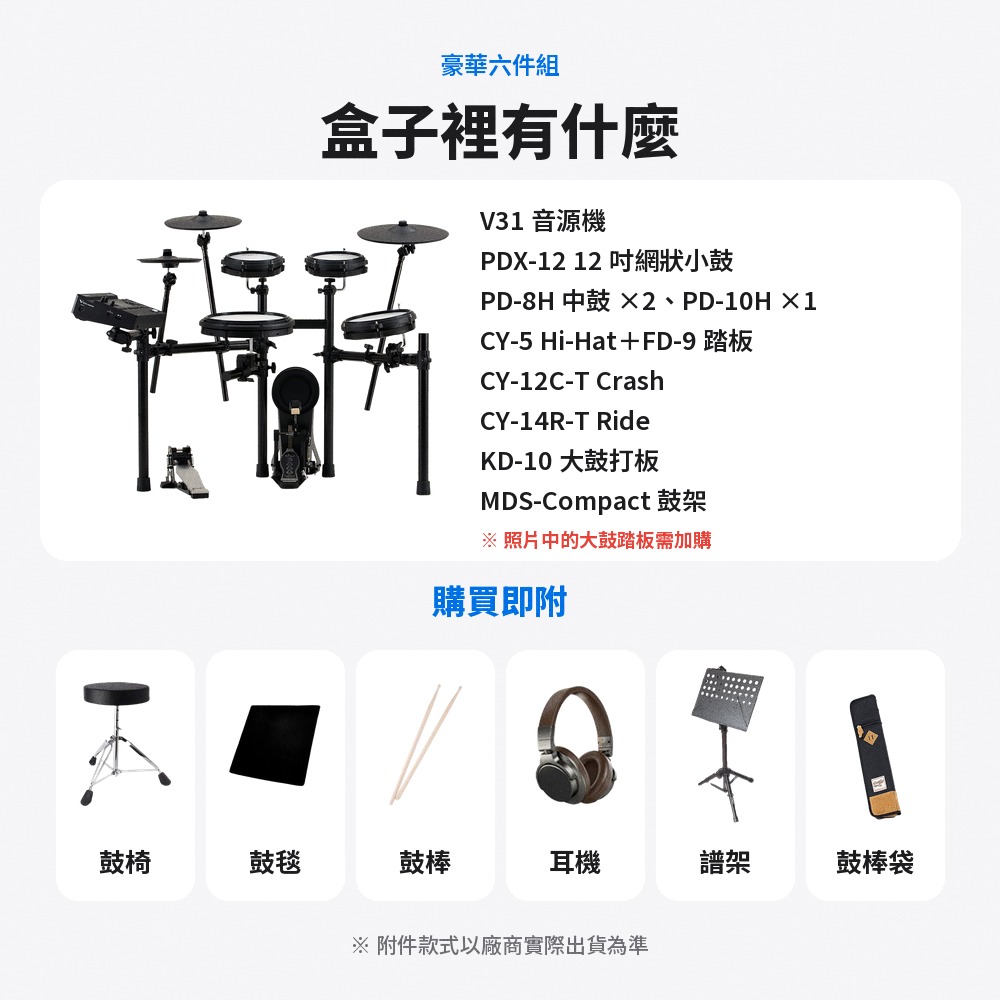 豪華六件組
盒子裡有什麼
V31 音源機
PDX-12 12 吋網狀小鼓
PD-8H 中鼓 ×2、PD-10H ×1
CY-5 Hi-Hat＋FD-9 踏板
CY-12C-T Crash
CY-14R-T Ride
KD-10 大鼓打板
MDS-Compact 鼓架
※ 照片中的大鼓踏板需加購
購買即附
鼓椅
鼓毯
鼓棒
耳機
譜架
鼓棒袋
※ 附件款式以廠商實際出貨為準